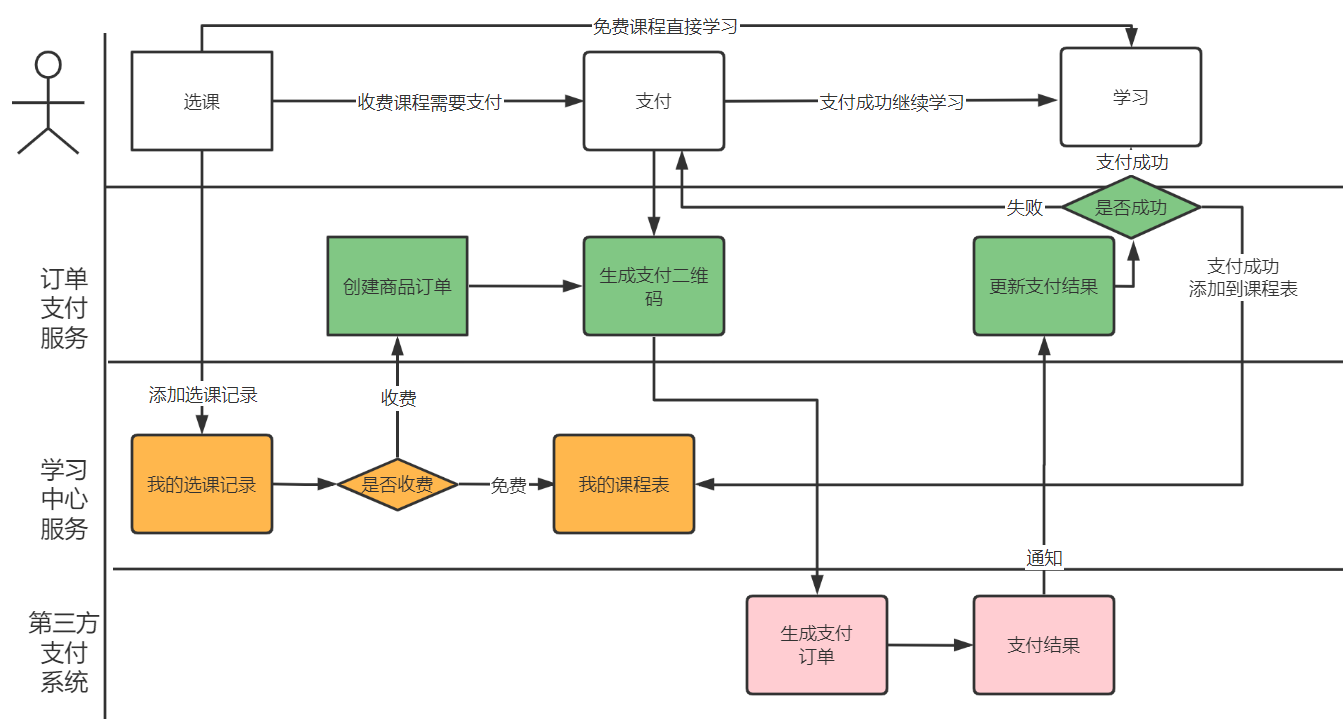 免费课程直接学习
选课
收费课程需要支付
支付
支付成功继续学习
学习
支付成功
失败
是否成功
订单
支付
服务
创建商品订单
生成支付二维
码
更新支付结果
支付成功
添加到课程表
添加选课记录
收费
学习
中心
服务
我的选课记录
是否收费
免费
我的课程表
通知
第三方
支付
系统
生成支付
订单
支付结果